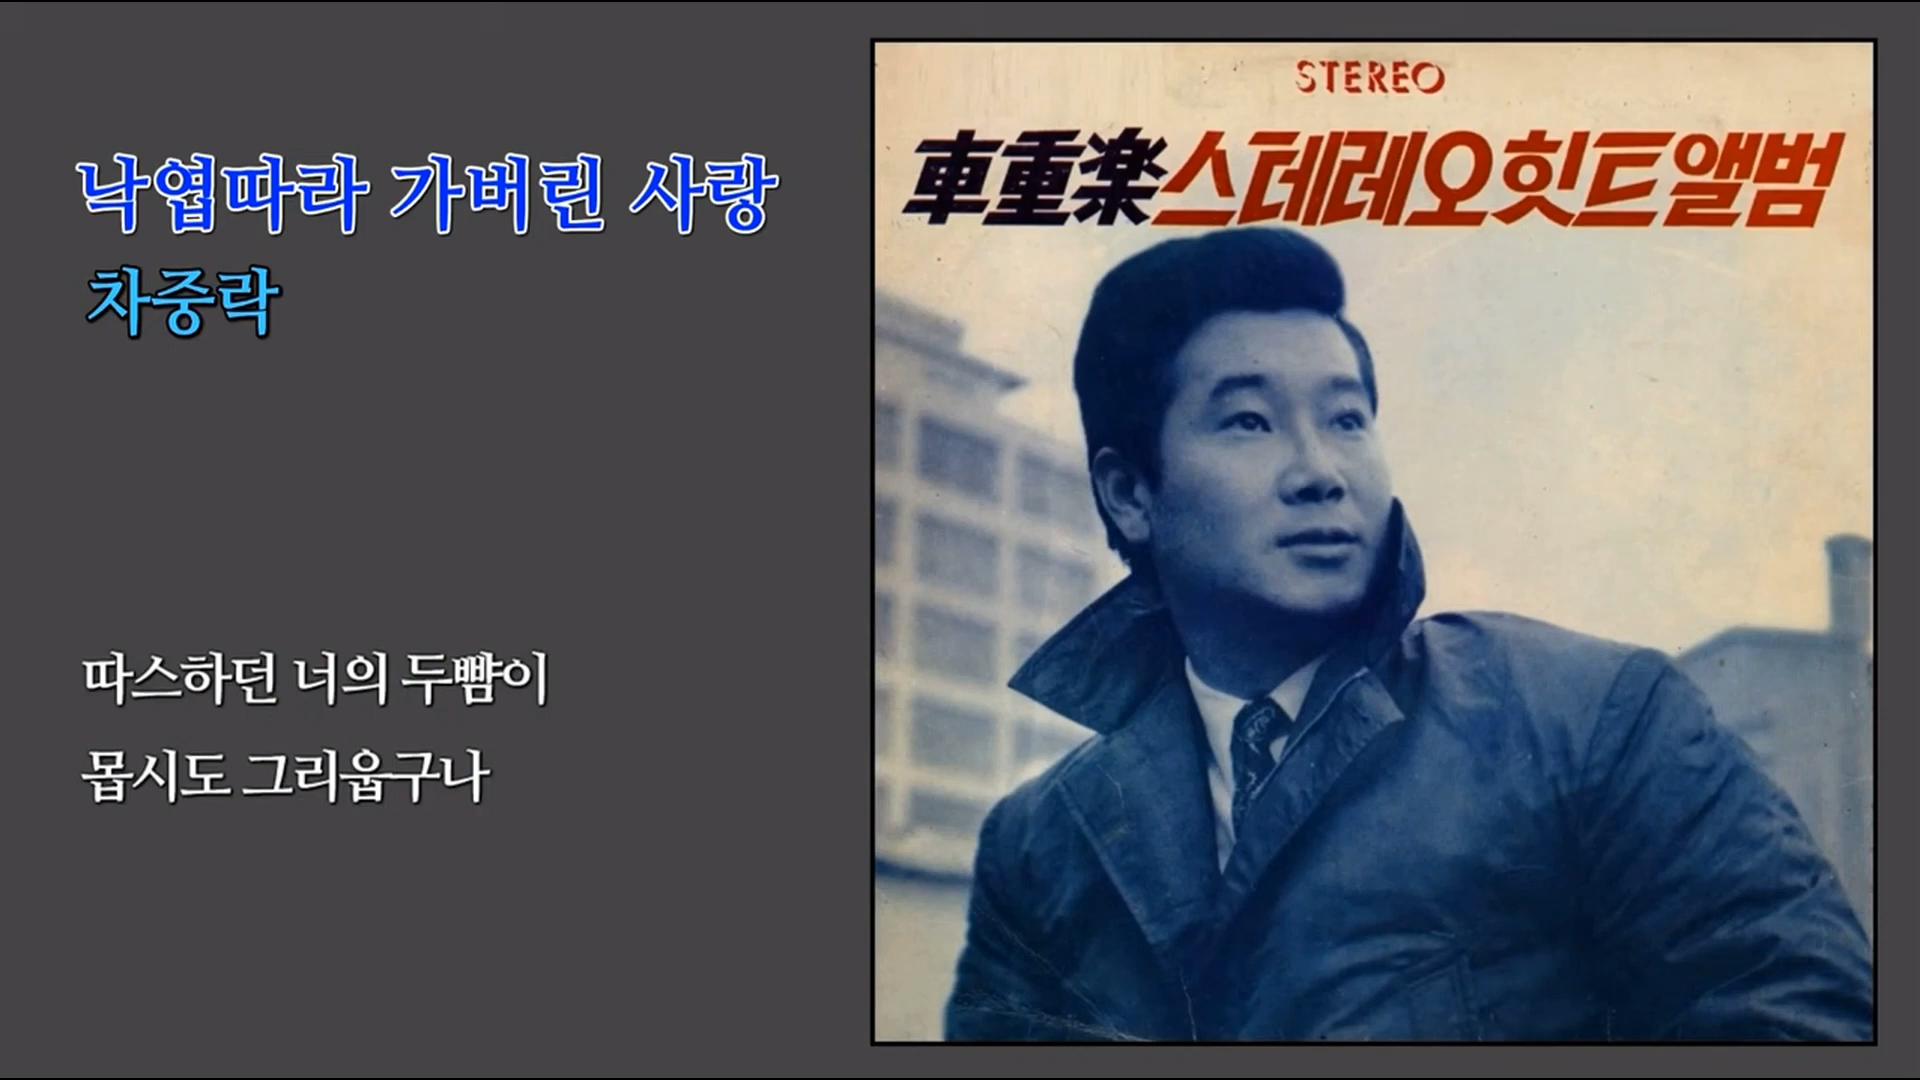 낙엽따라 가버린 사랑
차중락
따스하던 너의 두뺨이
몹시도 그리웁구나
STEREO
車重楽스테레오힛트앨범